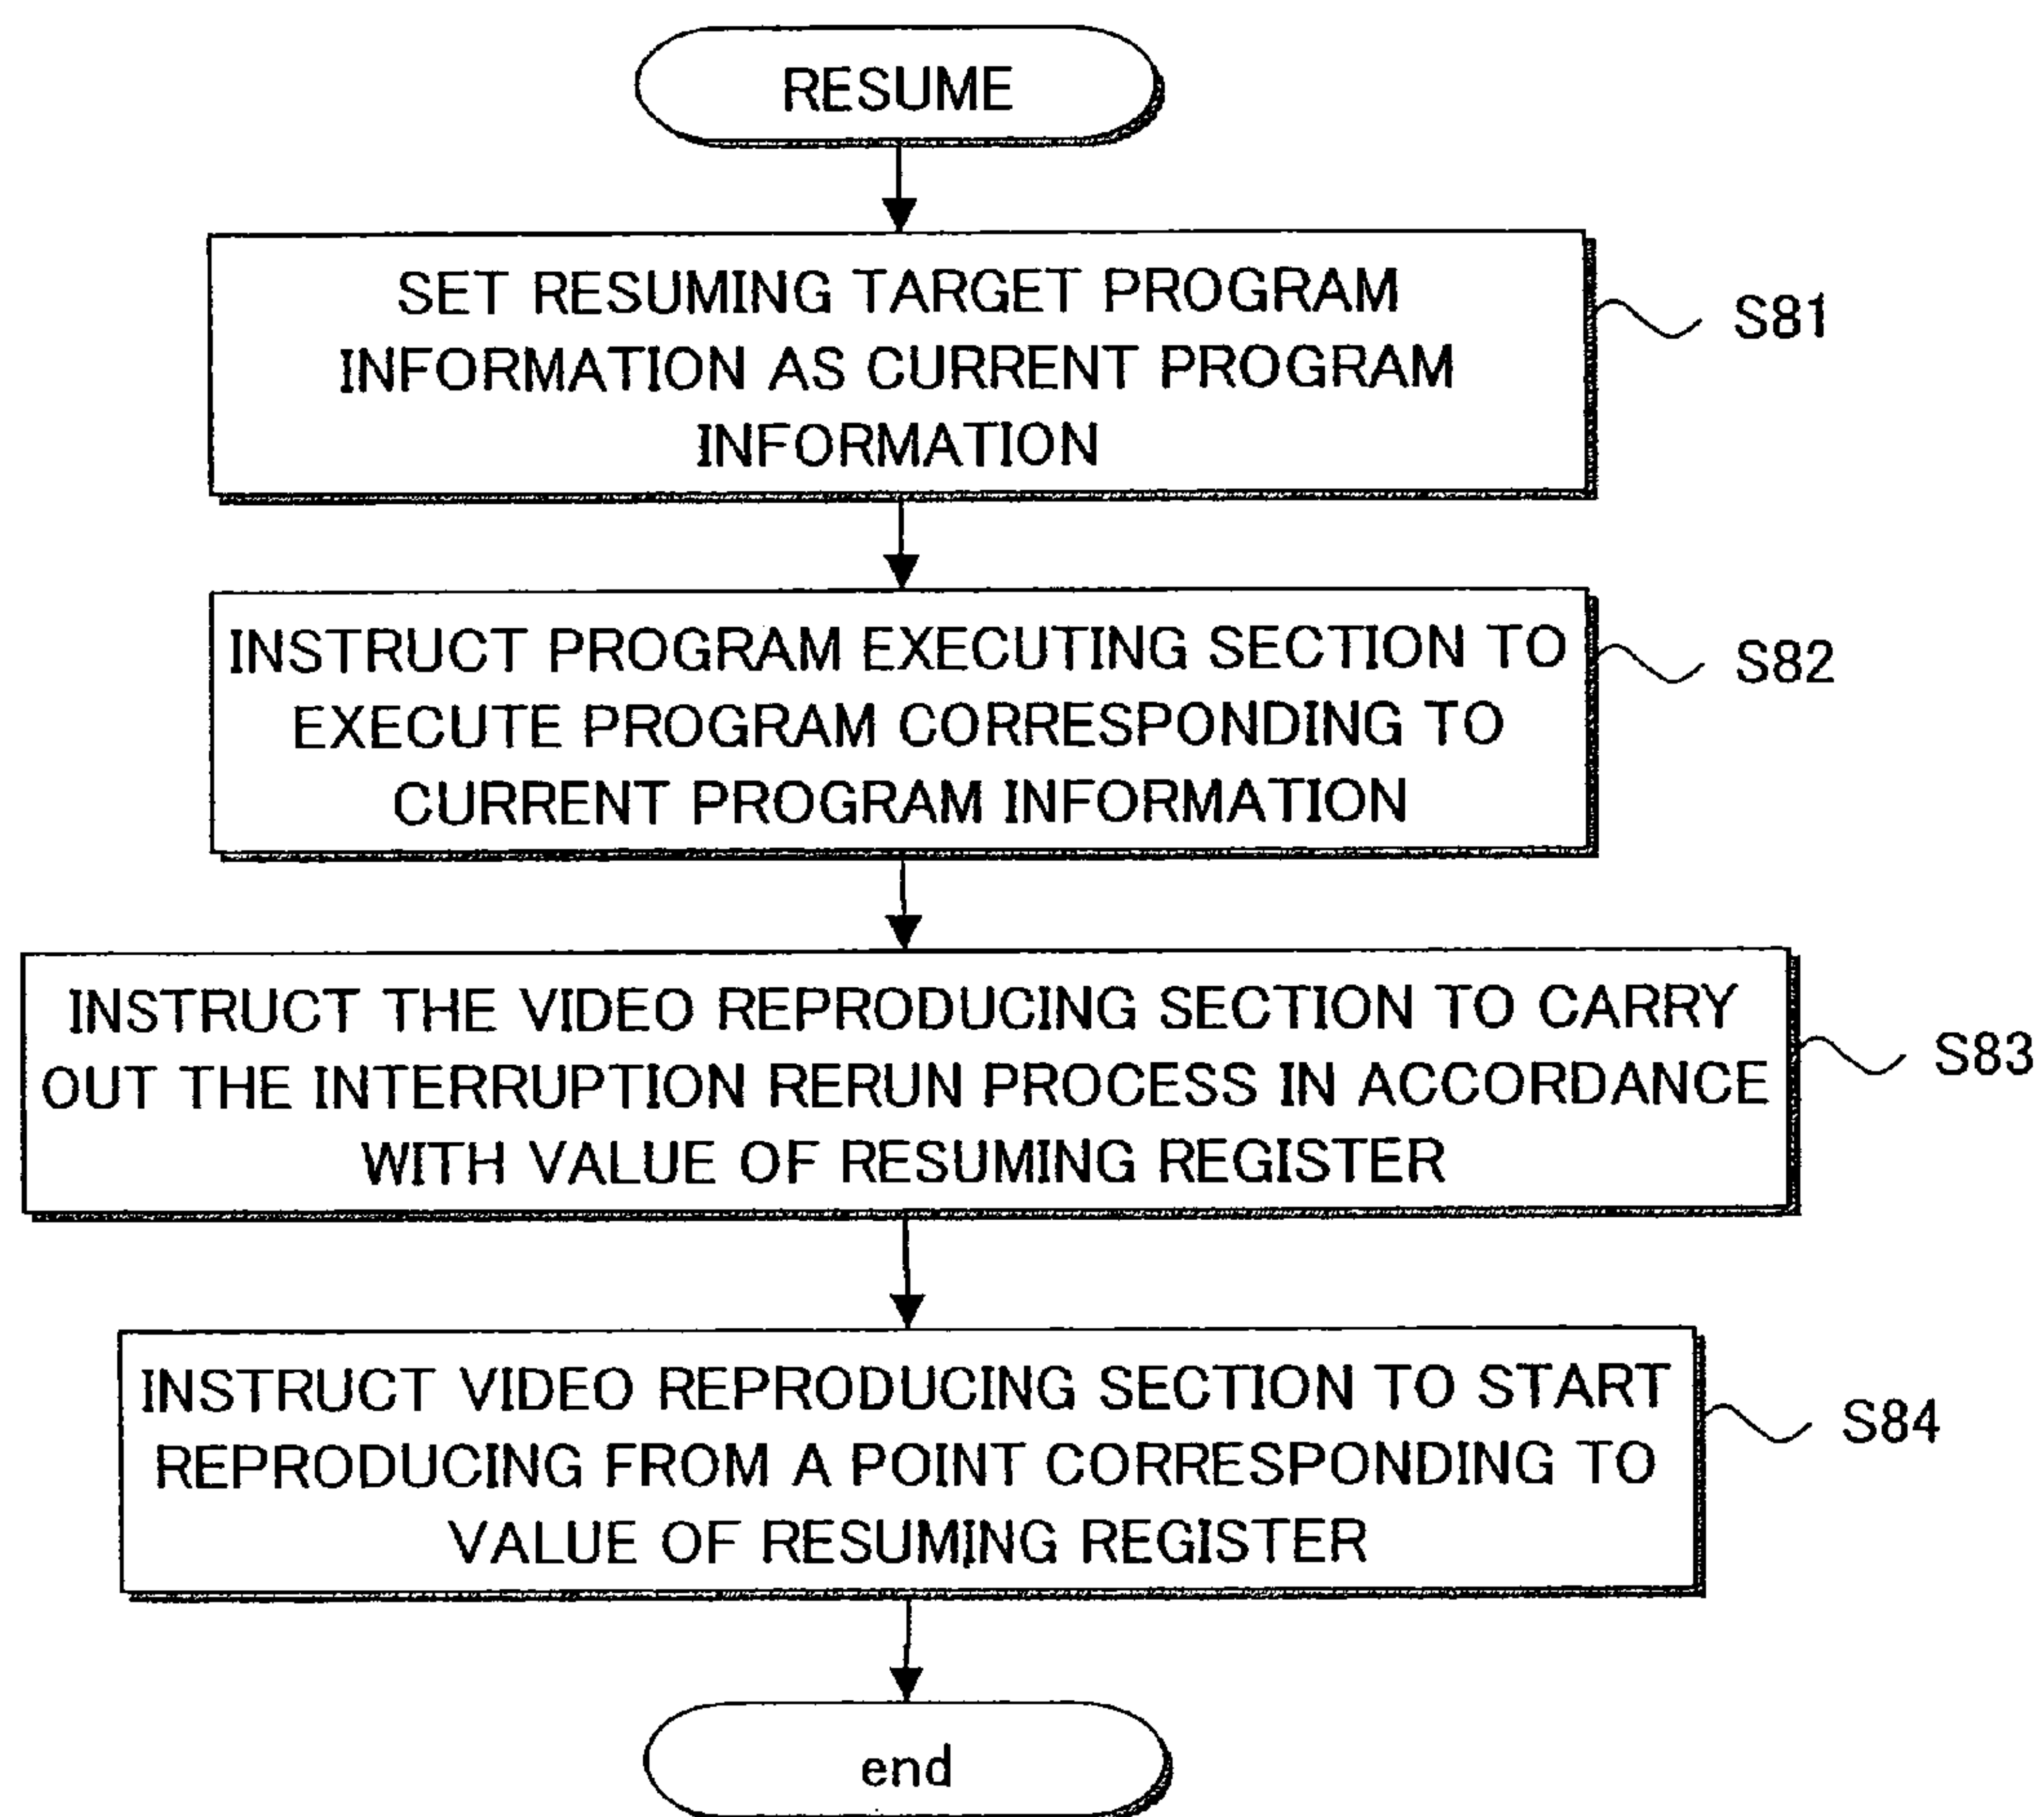 RESUME
SET RESUMING TARGET PROGRAM
INFORMATION AS CURRENT PROGRAM
INFORMATION
S81
INSTRUCT PROGRAM EXECUTING SECTION TO
EXECUTE PROGRAM CORRESPONDING TO
CURRENT PROGRAM INFORMATION
S82
INSTRUCT THE VIDEO REPRODUCING SECTION TO CARRY
OUT THE INTERRUPTION RERUN PROCESS IN ACCORDANCE
WITH VALUE OF RESUMING REGISTER
S83
INSTRUCT VIDEO REPRODUCING SECTION TO START
REPRODUCING FROM A POINT CORRESPONDING TO
VALUE OF RESUMING REGISTER
S84
end